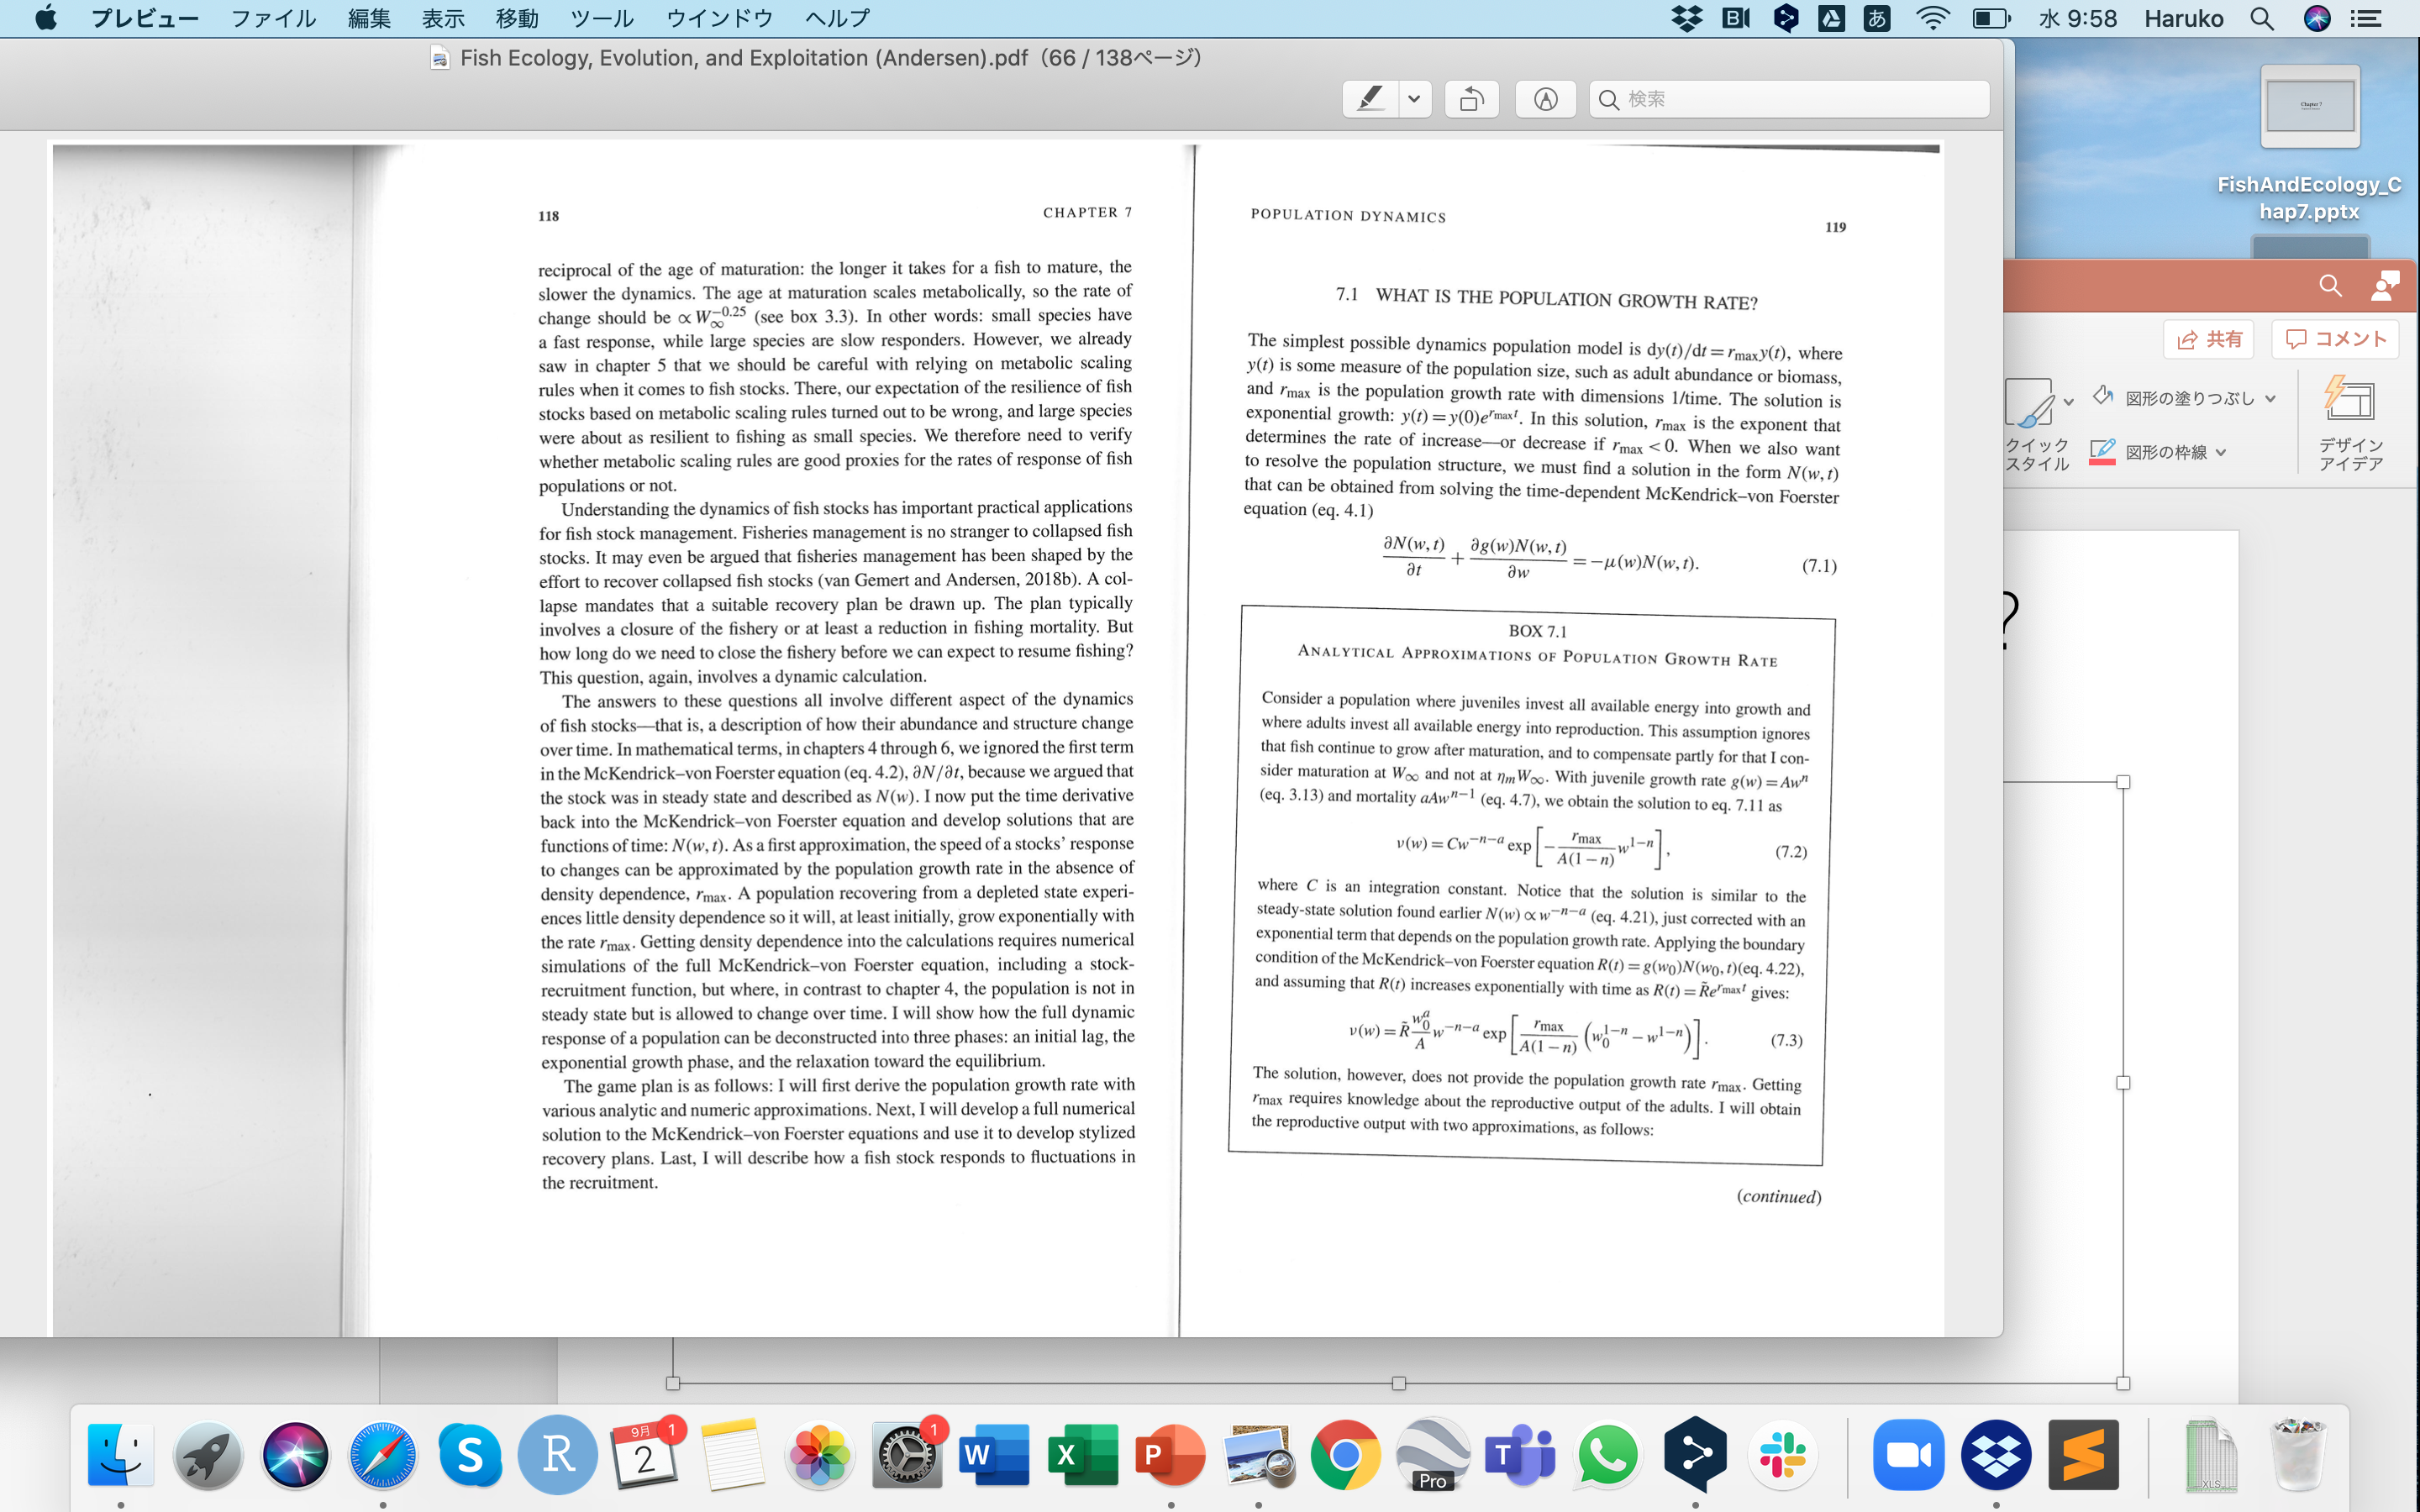 プレビュー ファイル 編集 表示 移動 ツール ウインドウ ヘルプ
あ 水 9:58 Haruko
Fish Ecology, Evolution, and Exploitation (Andersen).pdf（66 / 138ページ）
検索
118 CHAPTER 7
reciprocal of the age of maturation: the longer it takes for a fish to mature, the
slower the dynamics. The age at maturation scales metabolically, so the rate of
change should be ∝ W∞^−0.25 (see box 3.3). In other words: small species have
a fast response, while large species are slow responders. However, we already
saw in chapter 5 that we should be careful with relying on metabolic scaling
rules when it comes to fish stocks. There, our expectation of the resilience of fish
stocks based on metabolic scaling rules turned out to be wrong, and large species
were about as resilient to fishing as small species. We therefore need to verify
whether metabolic scaling rules are good proxies for the rates of response of fish
populations or not.
Understanding the dynamics of fish stocks has important practical applications
for fish stock management. Fisheries management is no stranger to collapsed fish
stocks. It may even be argued that fisheries management has been shaped by the
effort to recover collapsed fish stocks (van Gemert and Andersen, 2018b). A col-
lapse mandates that a suitable recovery plan be drawn up. The plan typically
involves a closure of the fishery or at least a reduction in fishing mortality. But
how long do we need to close the fishery before we can expect to resume fishing?
This question, again, involves a dynamic calculation.
The answers to these questions all involve different aspect of the dynamics
of fish stocks—that is, a description of how their abundance and structure change
over time. In mathematical terms, in chapters 4 through 6, we ignored the first term
in the McKendrick–von Foerster equation (eq. 4.2), ∂N/∂t, because we argued that
the stock was in steady state and described as N(w). I now put the time derivative
back into the McKendrick–von Foerster equation and develop solutions that are
functions of time: N(w, t). As a first approximation, the speed of a stocks' response
to changes can be approximated by the population growth rate in the absence of
density dependence, rmax. A population recovering from a depleted state experi-
ences little density dependence so it will, at least initially, grow exponentially with
the rate rmax. Getting density dependence into the calculations requires numerical
simulations of the full McKendrick–von Foerster equation, including a stock-
recruitment function, but where, in contrast to chapter 4, the population is not in
steady state but is allowed to change over time. I will show how the full dynamic
response of a population can be deconstructed into three phases: an initial lag, the
exponential growth phase, and the relaxation toward the equilibrium.
The game plan is as follows: I will first derive the population growth rate with
various analytic and numeric approximations. Next, I will develop a full numerical
solution to the McKendrick–von Foerster equations and use it to develop stylized
recovery plans. Last, I will describe how a fish stock responds to fluctuations in
the recruitment.
POPULATION DYNAMICS 119
7.1 WHAT IS THE POPULATION GROWTH RATE?
The simplest possible dynamics population model is dy(t)/dt = rmaxy(t), where
y(t) is some measure of the population size, such as adult abundance or biomass,
and rmax is the population growth rate with dimensions 1/time. The solution is
exponential growth: y(t) = y(0)e^rmaxt. In this solution, rmax is the exponent that
determines the rate of increase—or decrease if rmax < 0. When we also want
to resolve the population structure, we must find a solution in the form N(w, t)
that can be obtained from solving the time-dependent McKendrick–von Foerster
equation (eq. 4.1)
∂N(w, t)/∂t + ∂g(w)N(w, t)/∂w = −μ(w)N(w, t). (7.1)
BOX 7.1
ANALYTICAL APPROXIMATIONS OF POPULATION GROWTH RATE
Consider a population where juveniles invest all available energy into growth and
where adults invest all available energy into reproduction. This assumption ignores
that fish continue to grow after maturation, and to compensate partly for that I con-
sider maturation at W∞ and not at ηmW∞. With juvenile growth rate g(w) = Aw^n
(eq. 3.13) and mortality aAw^n−1 (eq. 4.7), we obtain the solution to eq. 7.11 as
ν(w) = Cw^−n−a exp[−rmax/A(1 − n) w^1−n], (7.2)
where C is an integration constant. Notice that the solution is similar to the
steady-state solution found earlier N(w) ∝ w^−n−a (eq. 4.21), just corrected with an
exponential term that depends on the population growth rate. Applying the boundary
condition of the McKendrick–von Foerster equation R(t) = g(w0)N(w0, t)(eq. 4.22),
and assuming that R(t) increases exponentially with time as R(t) = R̃e^rmaxt gives:
ν(w) = R̃ w0^a/A w^−n−a exp[rmax/A(1 − n) (w0^1−n − w^1−n)]. (7.3)
The solution, however, does not provide the population growth rate rmax. Getting
rmax requires knowledge about the reproductive output of the adults. I will obtain
the reproductive output with two approximations, as follows:
(continued)
Chapter 7
FishAndEcology_C
hap7.pptx
共有 コメント
図形の塗りつぶし
クイック
スタイル
図形の枠線
デザイン
アイデア
?
S
R
9月
2
1
1
W
X
P
Pro
T
XLS